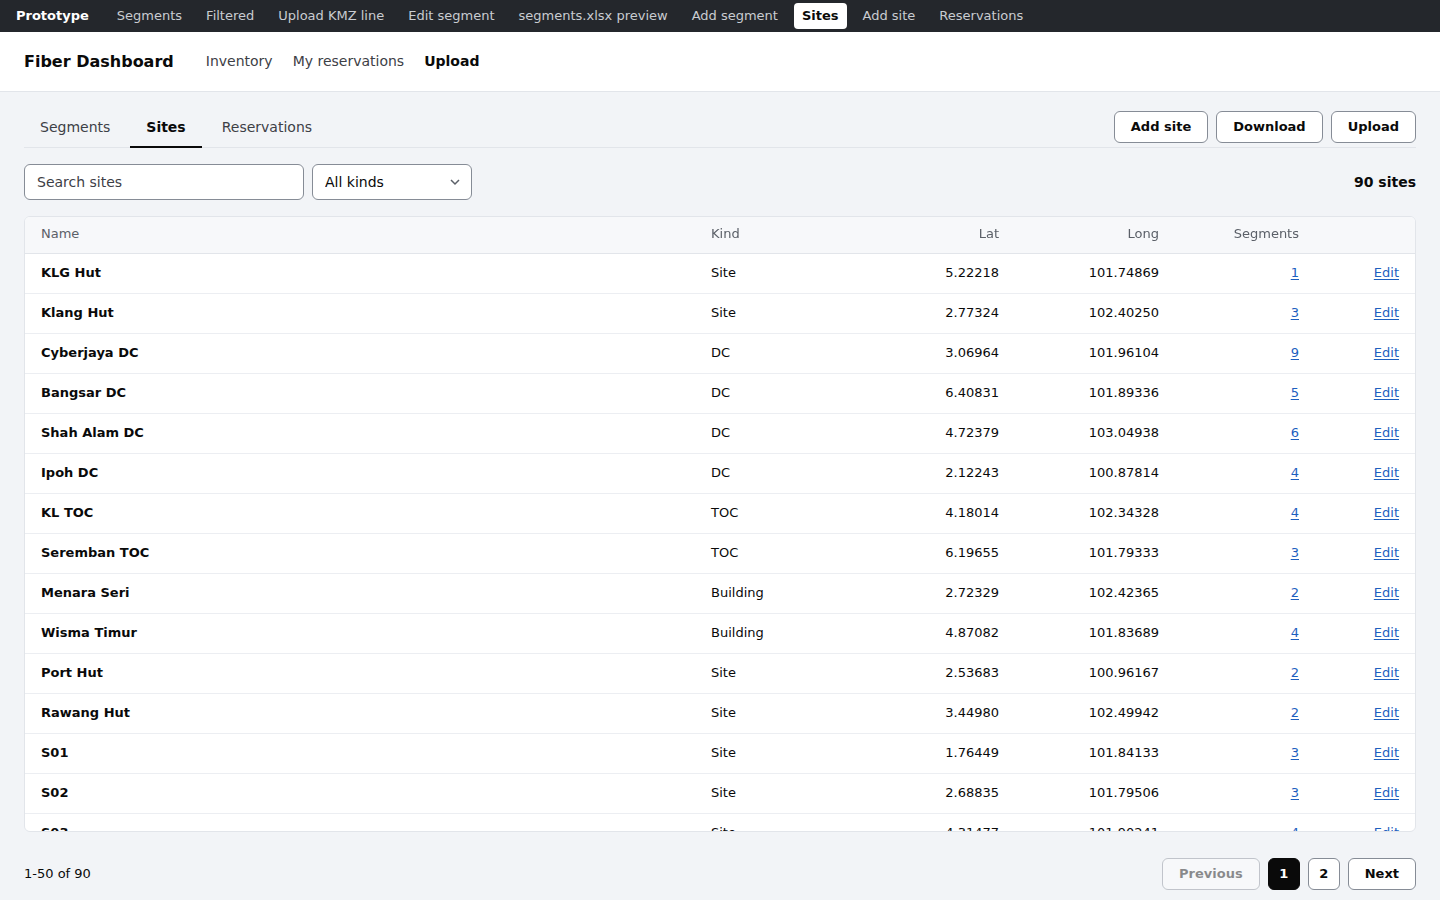 Prototype Segments Filtered Upload KMZ line Edit segment segments.xlsx preview Add segment Sites Add site Reservations
Fiber Dashboard Inventory My reservations Upload
Segments Sites Reservations Add site Download Upload
Search sites All kinds 90 sites
Name Kind Lat Long Segments
KLG Hut Site 5.22218 101.74869 1 Edit
Klang Hut Site 2.77324 102.40250 3 Edit
Cyberjaya DC DC 3.06964 101.96104 9 Edit
Bangsar DC DC 6.40831 101.89336 5 Edit
Shah Alam DC DC 4.72379 103.04938 6 Edit
Ipoh DC DC 2.12243 100.87814 4 Edit
KL TOC TOC 4.18014 102.34328 4 Edit
Seremban TOC TOC 6.19655 101.79333 3 Edit
Menara Seri Building 2.72329 102.42365 2 Edit
Wisma Timur Building 4.87082 101.83689 4 Edit
Port Hut Site 2.53683 100.96167 2 Edit
Rawang Hut Site 3.44980 102.49942 2 Edit
S01 Site 1.76449 101.84133 3 Edit
S02 Site 2.68835 101.79506 3 Edit
1-50 of 90 Previous 1 2 Next